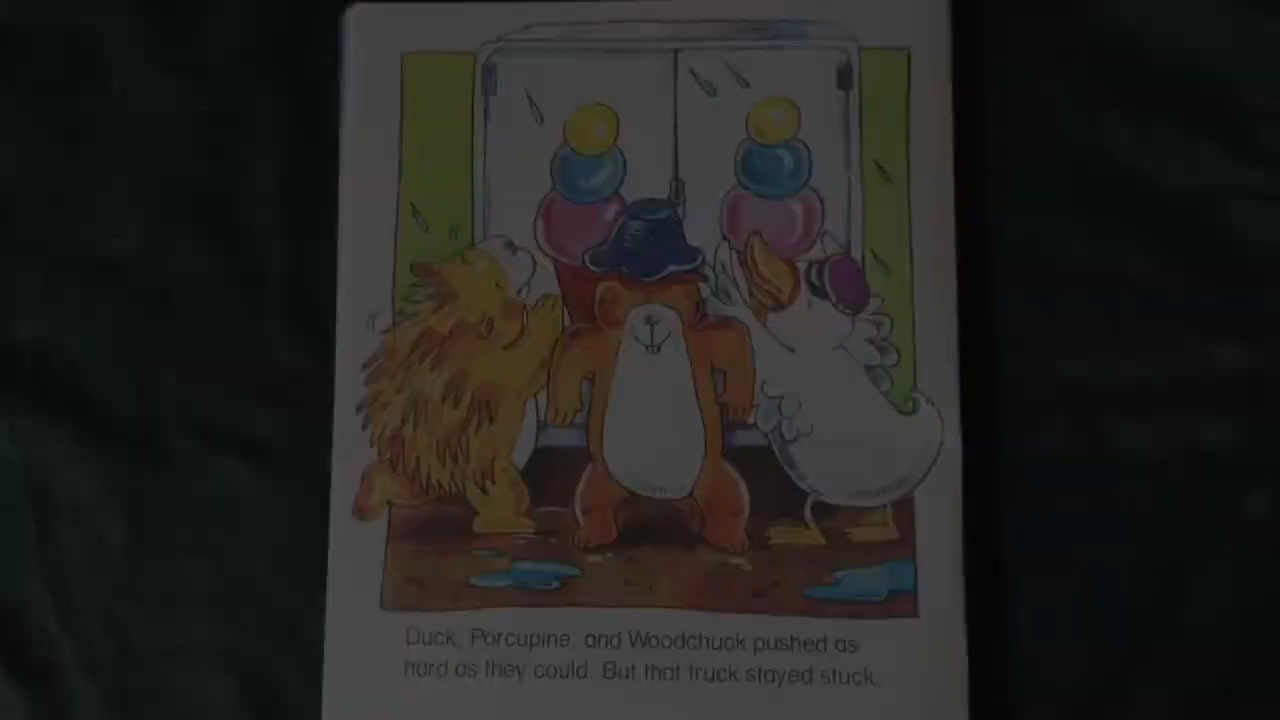 Duck, Porcupine, and Woodchuck pushed as
hard as they could. But that truck stayed stuck.